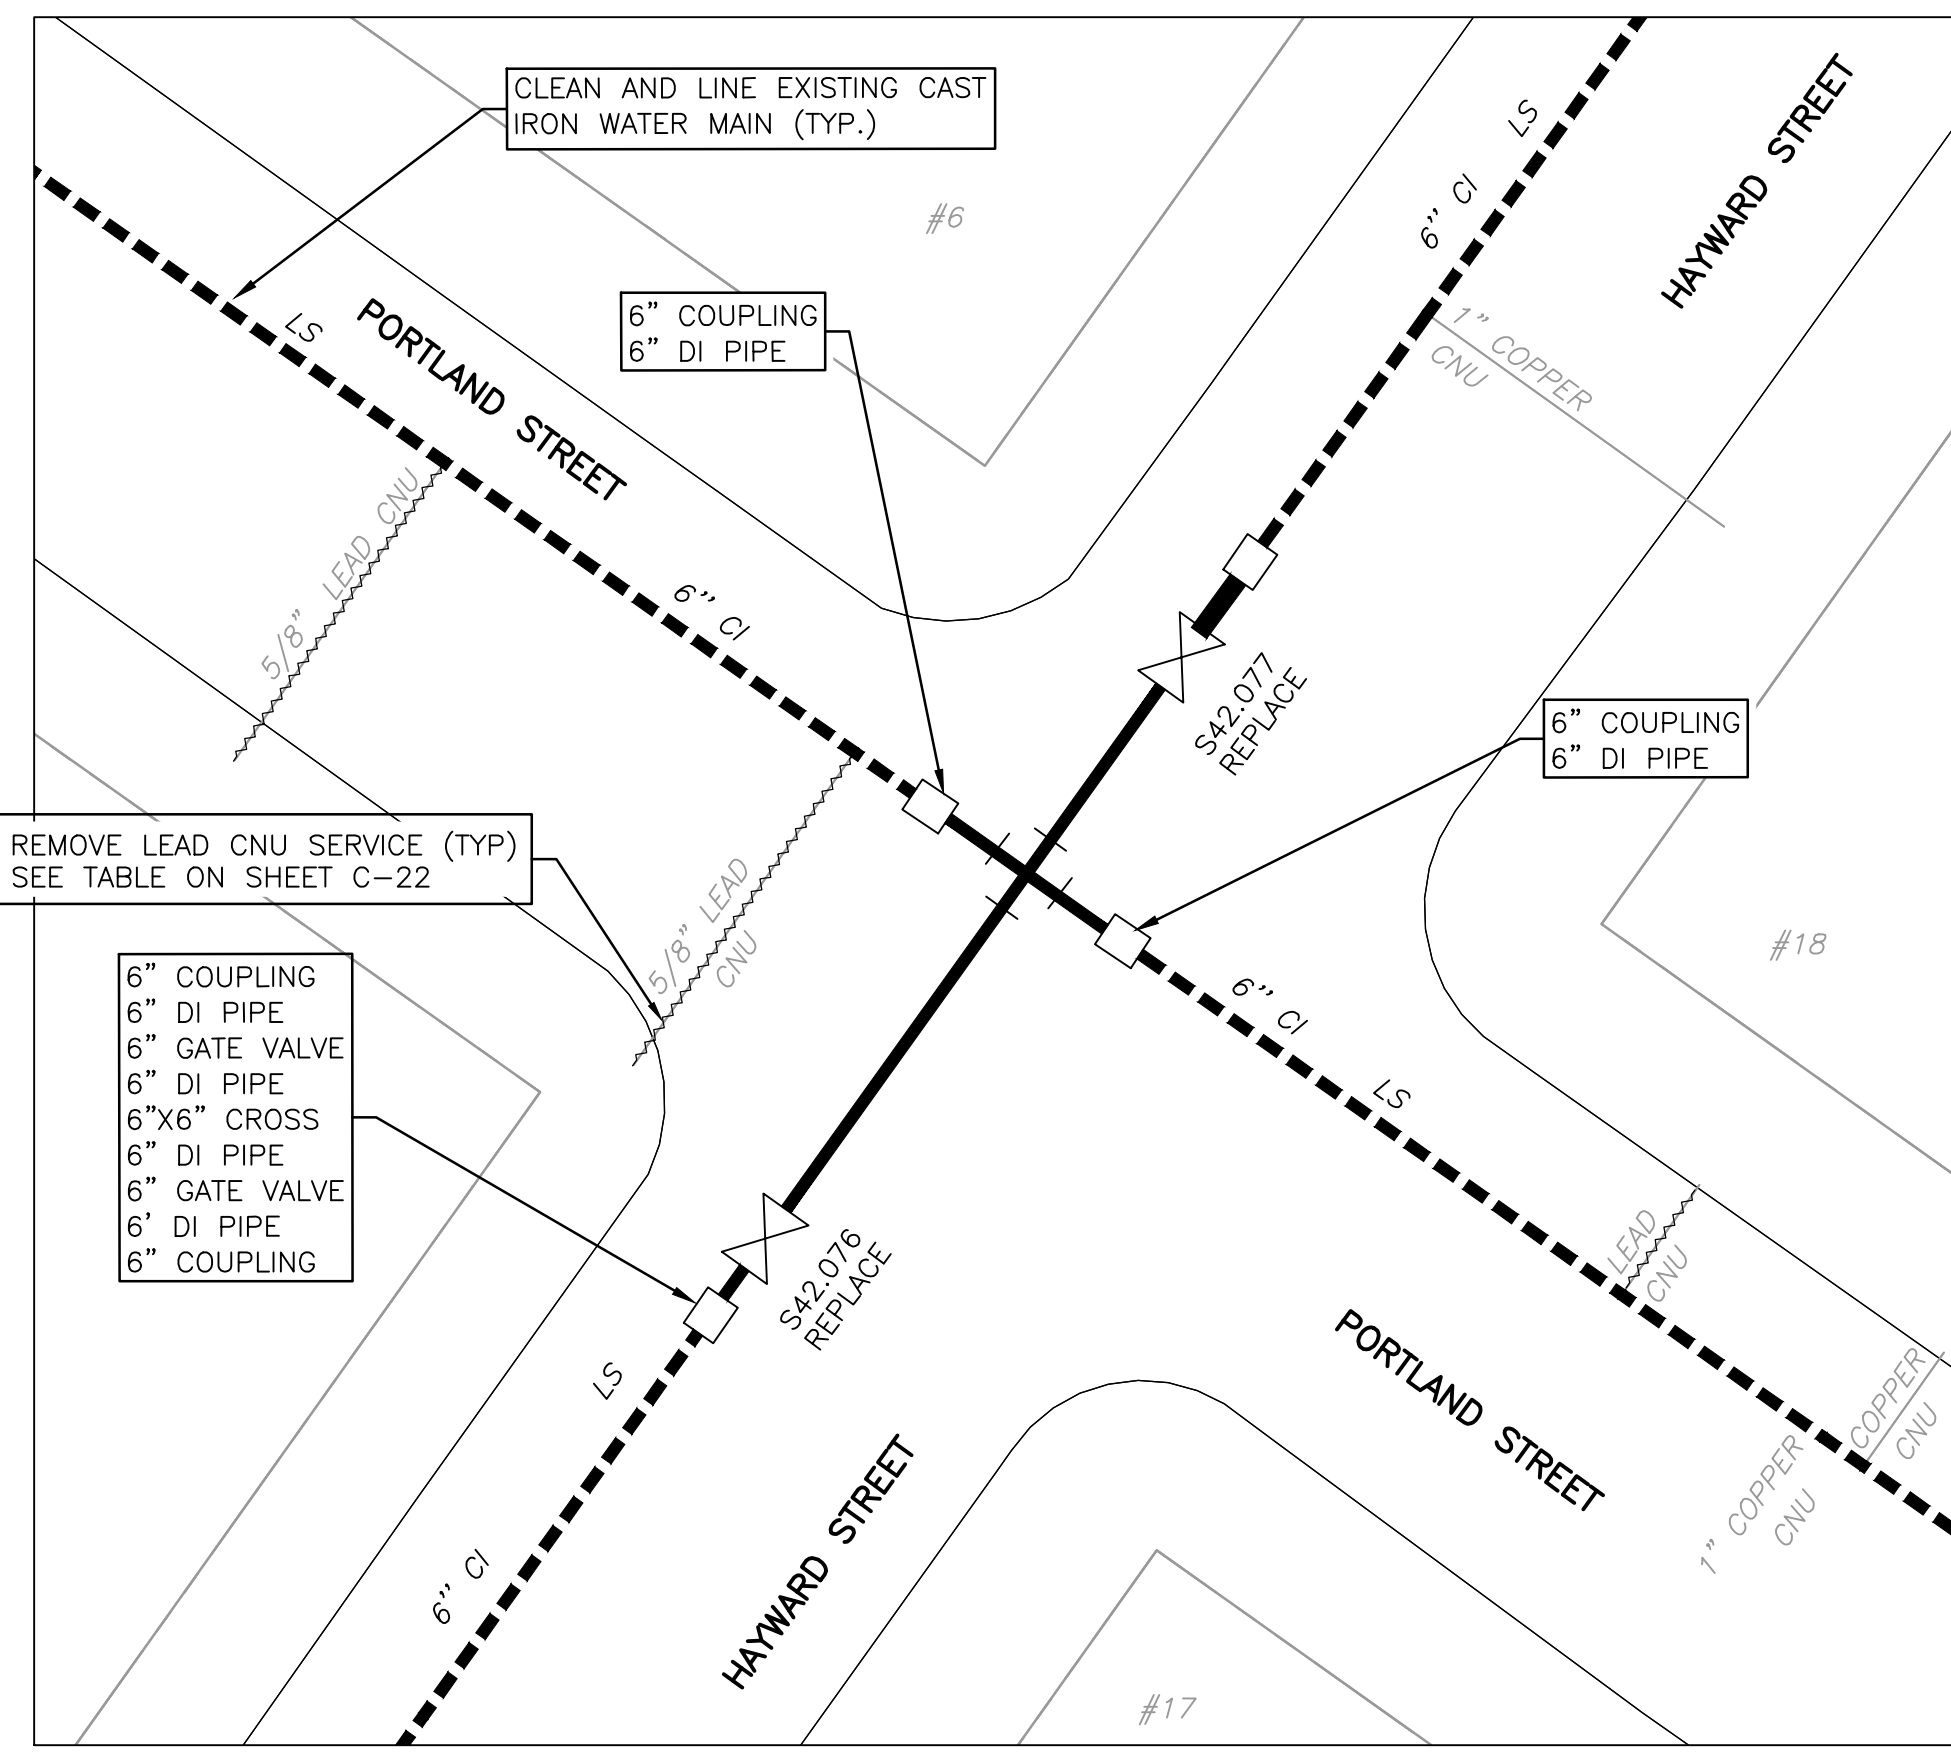 CLEAN AND LINE EXISTING CAST
IRON WATER MAIN (TYP.)
LS
6" CI
HAYWARD STREET
#6
6" COUPLING
6" DI PIPE
1" COPPER
CNU
LS
PORTLAND STREET
5/8" LEAD CNU
6" CI
S42.077
REPLACE
6" COUPLING
6" DI PIPE
REMOVE LEAD CNU SERVICE (TYP)
SEE TABLE ON SHEET C-22
5/8" LEAD
CNU
#18
6" COUPLING
6" DI PIPE
6" GATE VALVE
6" DI PIPE
6"X6" CROSS
6" DI PIPE
6" GATE VALVE
6' DI PIPE
6" COUPLING
6" CI
LS
S42.076
REPLACE
LEAD
CNU
LS
6" CI
HAYWARD STREET
PORTLAND STREET
COPPER
CNU
1" COPPER
CNU
#17